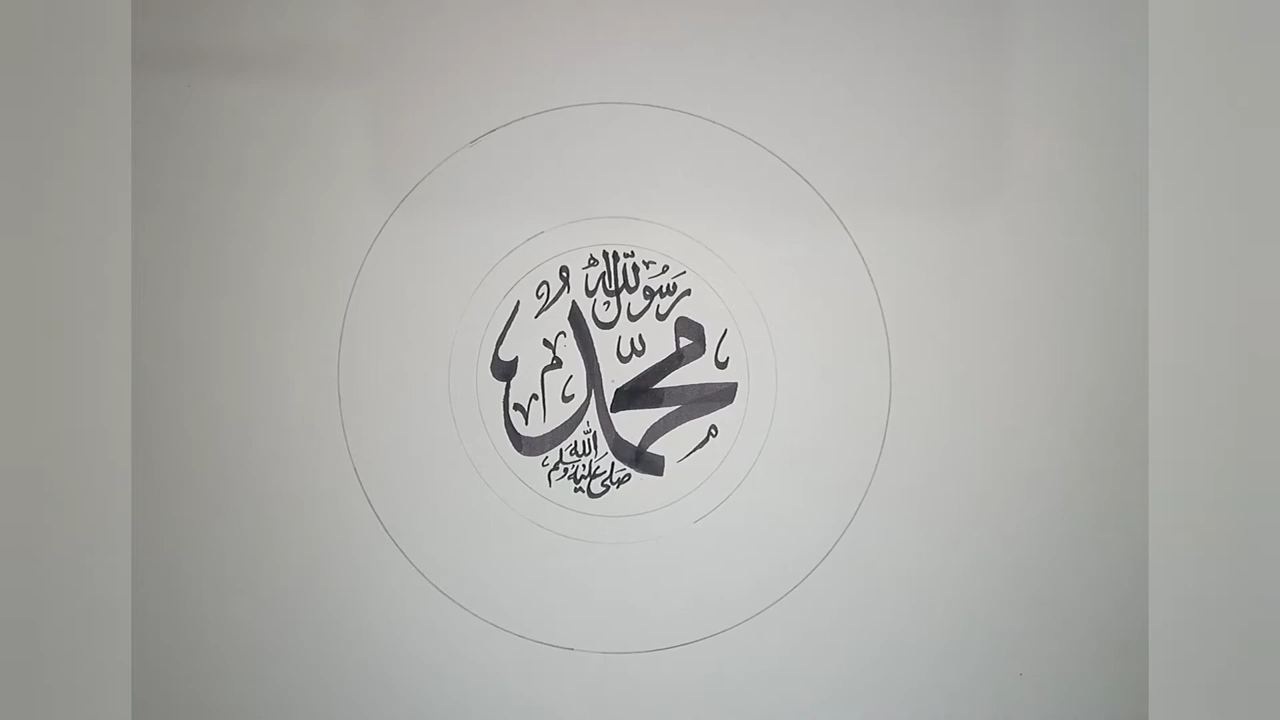 محمد
رسول الله
صلى الله عليه وسلم